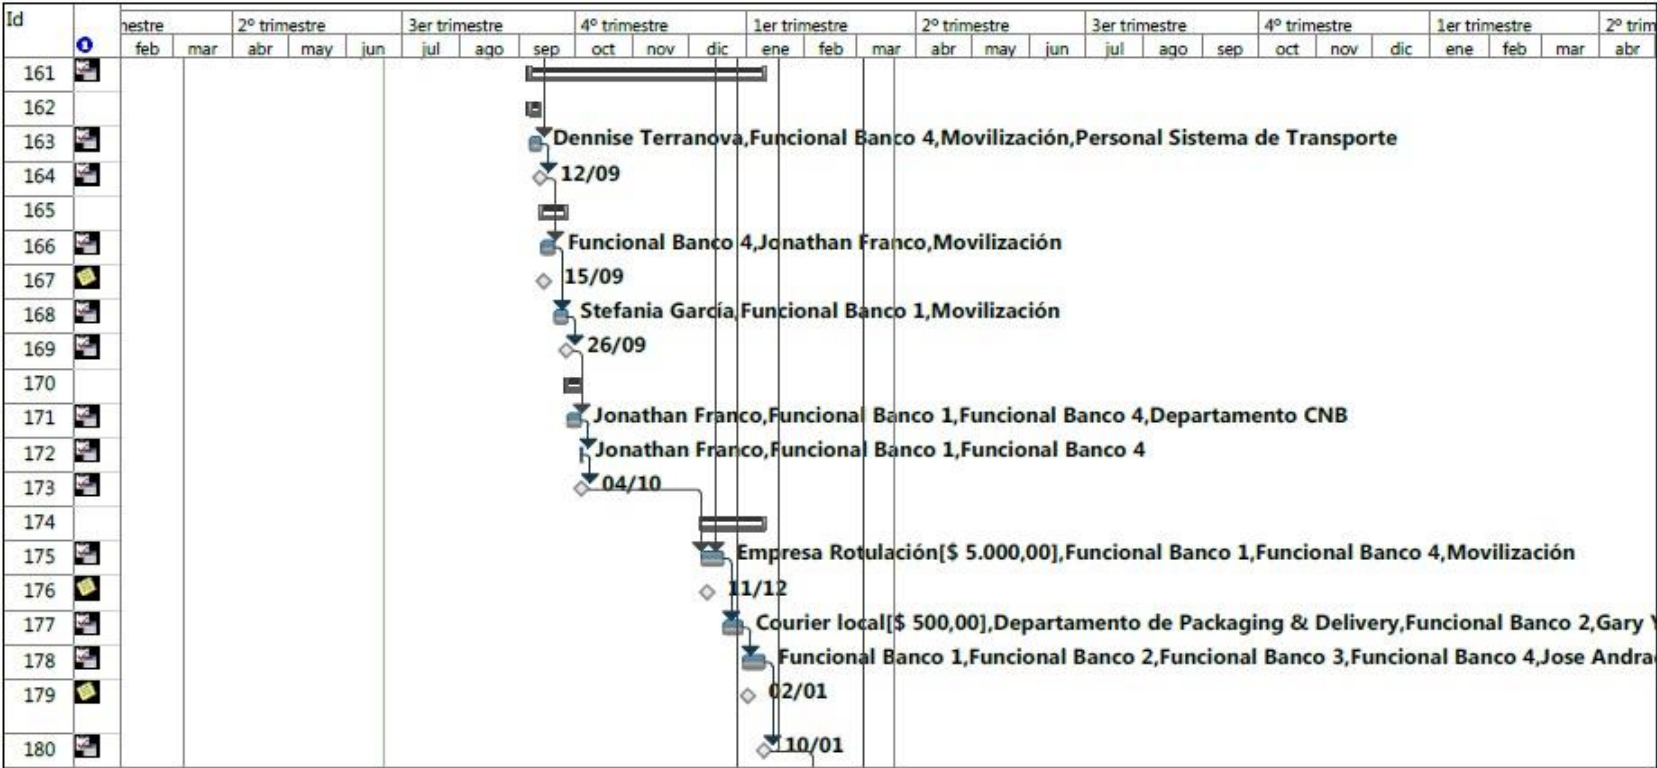 Id
nestre 2º trimestre 3er trimestre 4º trimestre 1er trimestre 2º trimestre 3er trimestre 4º trimestre 1er trimestre 2º trim
feb mar abr may jun jul ago sep oct nov dic ene feb mar abr may jun jul ago sep oct nov dic ene feb mar abr
161
162
163 Dennise Terranova,Funcional Banco 4,Movilización,Personal Sistema de Transporte
164 12/09
165
166 Funcional Banco 4,Jonathan Franco,Movilización
167 15/09
168 Stefania García,Funcional Banco 1,Movilización
169 26/09
170
171 Jonathan Franco,Funcional Banco 1,Funcional Banco 4,Departamento CNB
172 Jonathan Franco,Funcional Banco 1,Funcional Banco 4
173 04/10
174
175 Empresa Rotulación[$ 5.000,00],Funcional Banco 1,Funcional Banco 4,Movilización
176 11/12
177 Courier local[$ 500,00],Departamento de Packaging & Delivery,Funcional Banco 2,Gary Y
178 Funcional Banco 1,Funcional Banco 2,Funcional Banco 3,Funcional Banco 4,Jose Andra
179 02/01
180 10/01